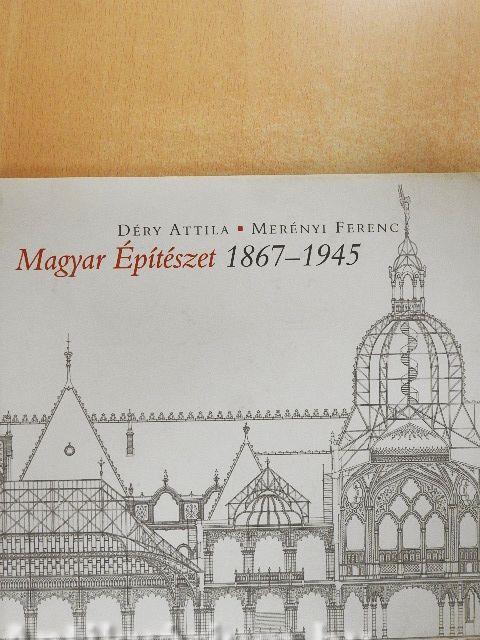 DÉRY ATTILA ▪ MERÉNYI FERENC
Magyar Építészet 1867–1945